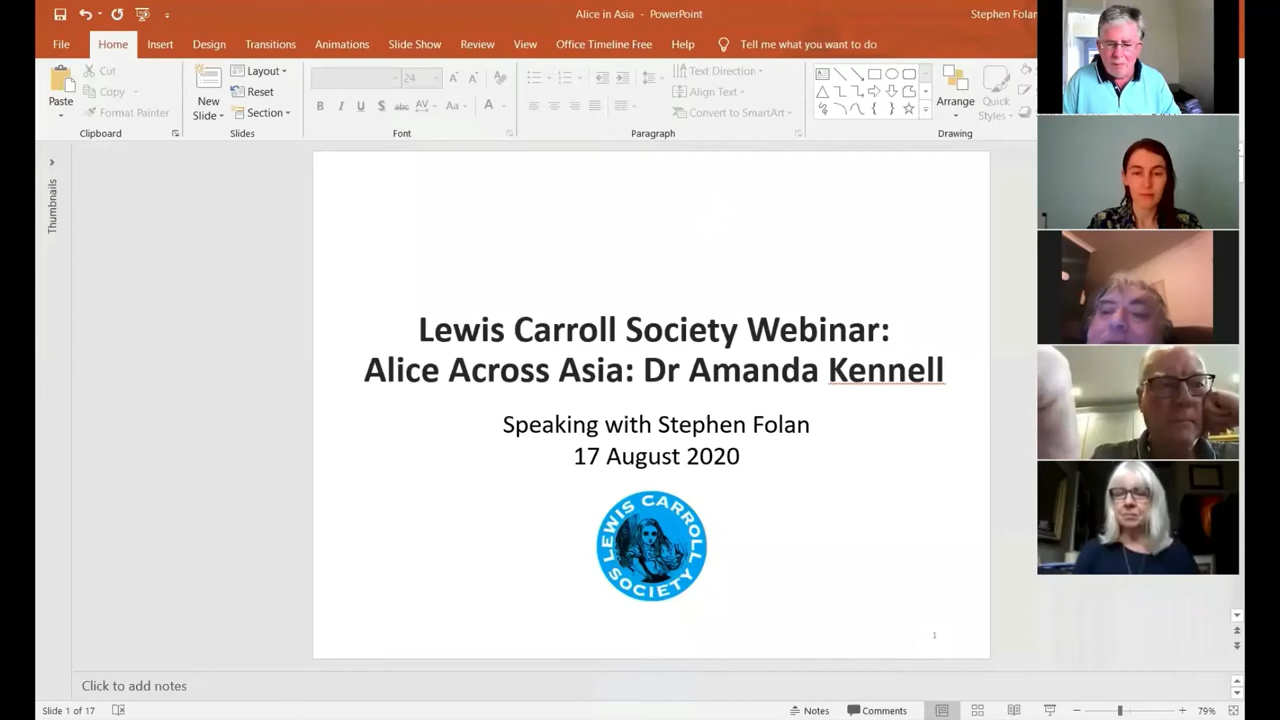 Alice in Asia - PowerPoint
Stephen Folan
File Home Insert Design Transitions Animations Slide Show Review View Office Timeline Free Help Tell me what you want to do
Paste
Cut
Copy
Format Painter
Clipboard
New
Slide
Layout
Reset
Section
Slides
24
B I U S abc AV Aa A
Font
Text Direction
Align Text
Convert to SmartArt
Paragraph
Arrange
Quick
Styles
Drawing
Thumbnails
Lewis Carroll Society Webinar:
Alice Across Asia: Dr Amanda Kennell
Speaking with Stephen Folan
17 August 2020
LEWIS CARROLL
SOCIETY
1
Click to add notes
Slide 1 of 17
Notes
Comments
79%